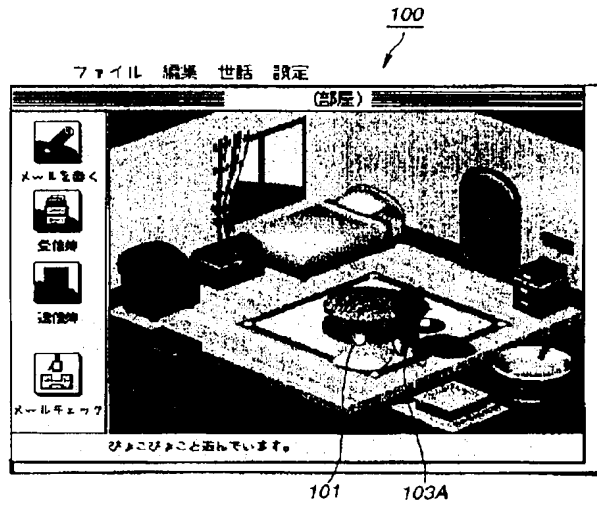 100
ファイル 編集 世話 設定
(部屋)
メールを書く
受信簿
送信簿
メールチェック
ぴょこぴょこと遊んでいます。
101 103A